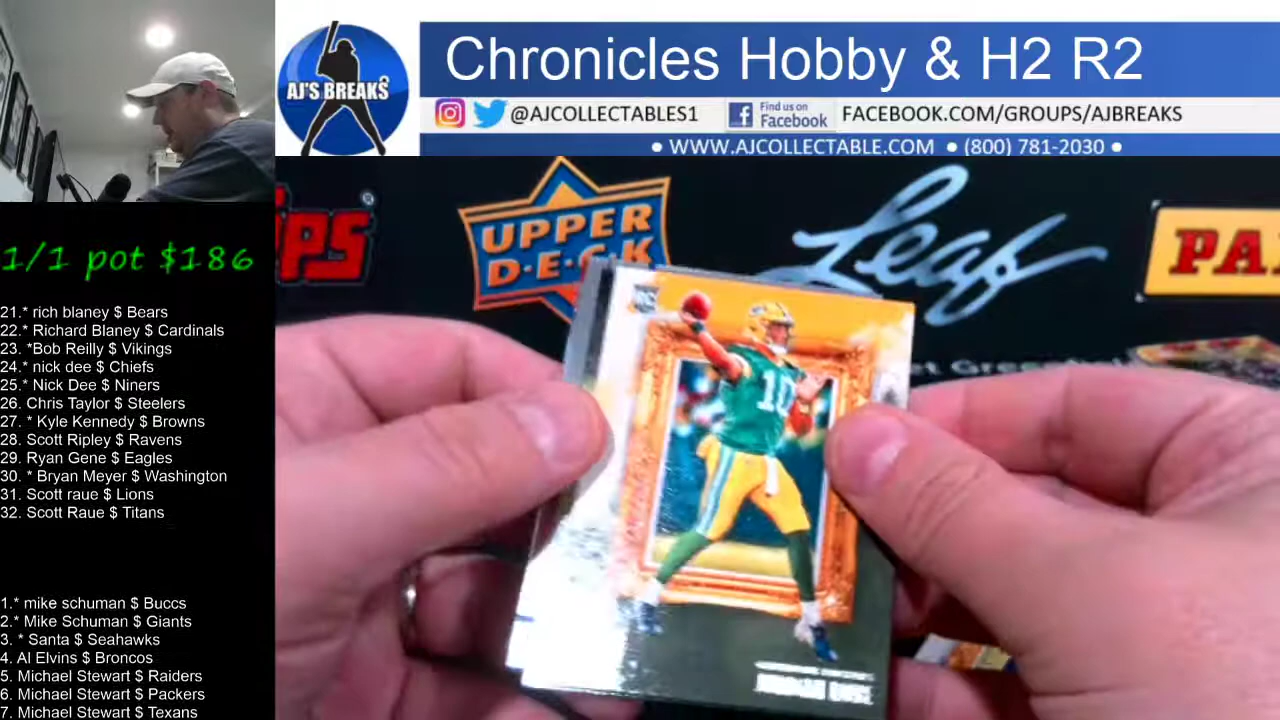 Chronicles Hobby & H2 R2
AJ'S BREAKS
@AJCOLLECTABLES1
Find us on
Facebook
FACEBOOK.COM/GROUPS/AJBREAKS
• WWW.AJCOLLECTABLE.COM • (800) 781-2030 •
UPPER
D·E·C·K
Leaf
PA
1/1 pot $186
21.* rich blaney $ Bears
22.* Richard Blaney $ Cardinals
23. *Bob Reilly $ Vikings
24.* nick dee $ Chiefs
25.* Nick Dee $ Niners
26. Chris Taylor $ Steelers
27. * Kyle Kennedy $ Browns
28. Scott Ripley $ Ravens
29. Ryan Gene $ Eagles
30. * Bryan Meyer $ Washington
31. Scott raue $ Lions
32. Scott Raue $ Titans
1.* mike schuman $ Buccs
2.* Mike Schuman $ Giants
3. * Santa $ Seahawks
4. Al Elvins $ Broncos
5. Michael Stewart $ Raiders
6. Michael Stewart $ Packers
7. Michael Stewart $ Texans
RC
10